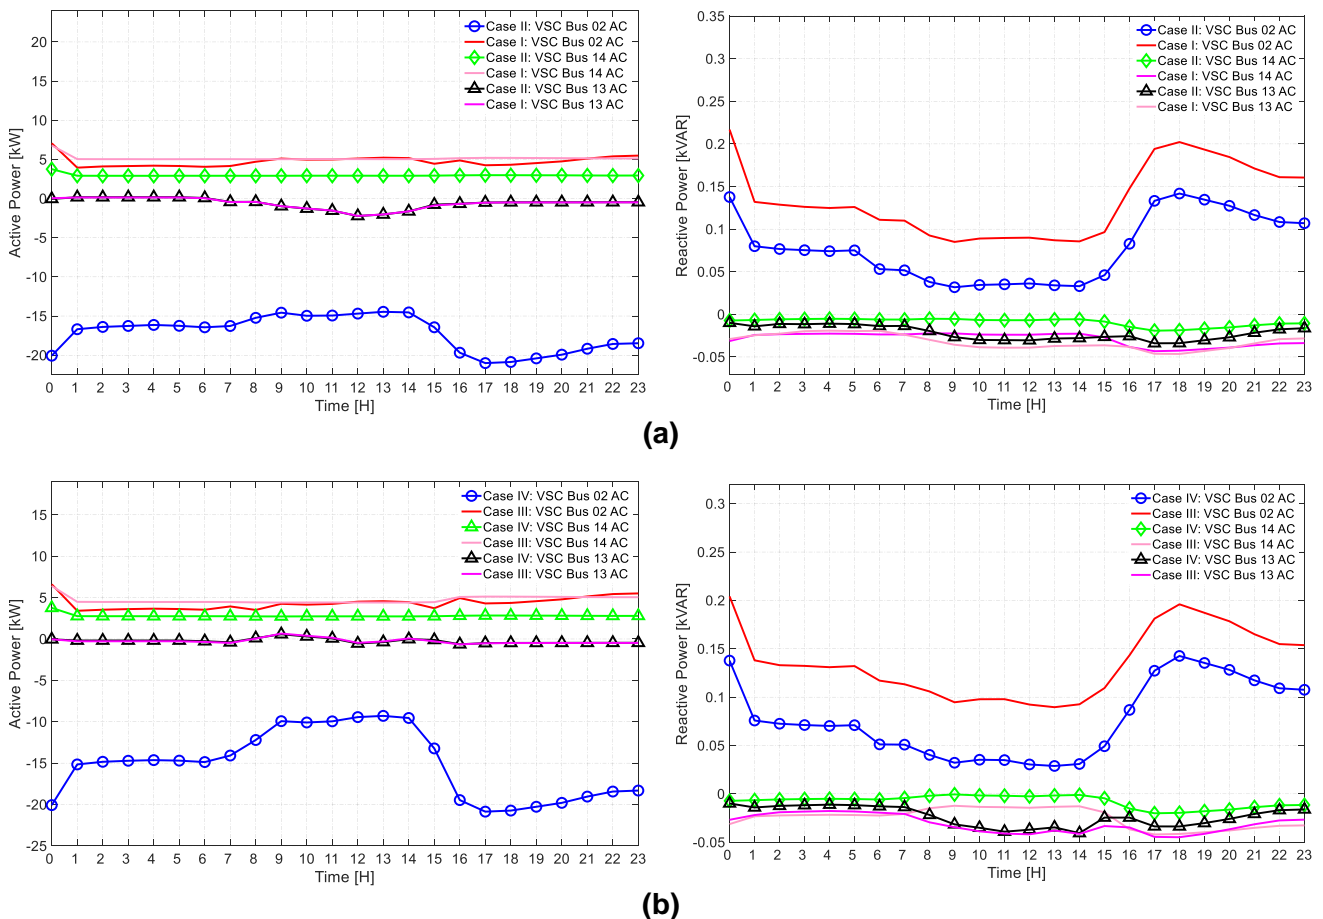 Active Power [kW]
20
15
10
5
0
-5
-10
-15
-20
Case II: VSC Bus 02 AC
Case I: VSC Bus 02 AC
Case II: VSC Bus 14 AC
Case I: VSC Bus 14 AC
Case II: VSC Bus 13 AC
Case I: VSC Bus 13 AC
0 1 2 3 4 5 6 7 8 9 10 11 12 13 14 15 16 17 18 19 20 21 22 23
Time [H]
Reactive Power [kVAR]
0.35
0.3
0.25
0.2
0.15
0.1
0.05
0
-0.05
Case II: VSC Bus 02 AC
Case I: VSC Bus 02 AC
Case II: VSC Bus 14 AC
Case I: VSC Bus 14 AC
Case II: VSC Bus 13 AC
Case I: VSC Bus 13 AC
0 1 2 3 4 5 6 7 8 9 10 11 12 13 14 15 16 17 18 19 20 21 22 23
Time [H]
(a)
Active Power [kW]
15
10
5
0
-5
-10
-15
-20
-25
Case IV: VSC Bus 02 AC
Case III: VSC Bus 02 AC
Case IV: VSC Bus 14 AC
Case III: VSC Bus 14 AC
Case IV: VSC Bus 13 AC
Case III: VSC Bus 13 AC
0 1 2 3 4 5 6 7 8 9 10 11 12 13 14 15 16 17 18 19 20 21 22 23
Time [H]
Reactive Power [kVAR]
0.3
0.25
0.2
0.15
0.1
0.05
0
-0.05
Case IV: VSC Bus 02 AC
Case III: VSC Bus 02 AC
Case IV: VSC Bus 14 AC
Case III: VSC Bus 14 AC
Case IV: VSC Bus 13 AC
Case III: VSC Bus 13 AC
0 1 2 3 4 5 6 7 8 9 10 11 12 13 14 15 16 17 18 19 20 21 22 23
Time [H]
(b)